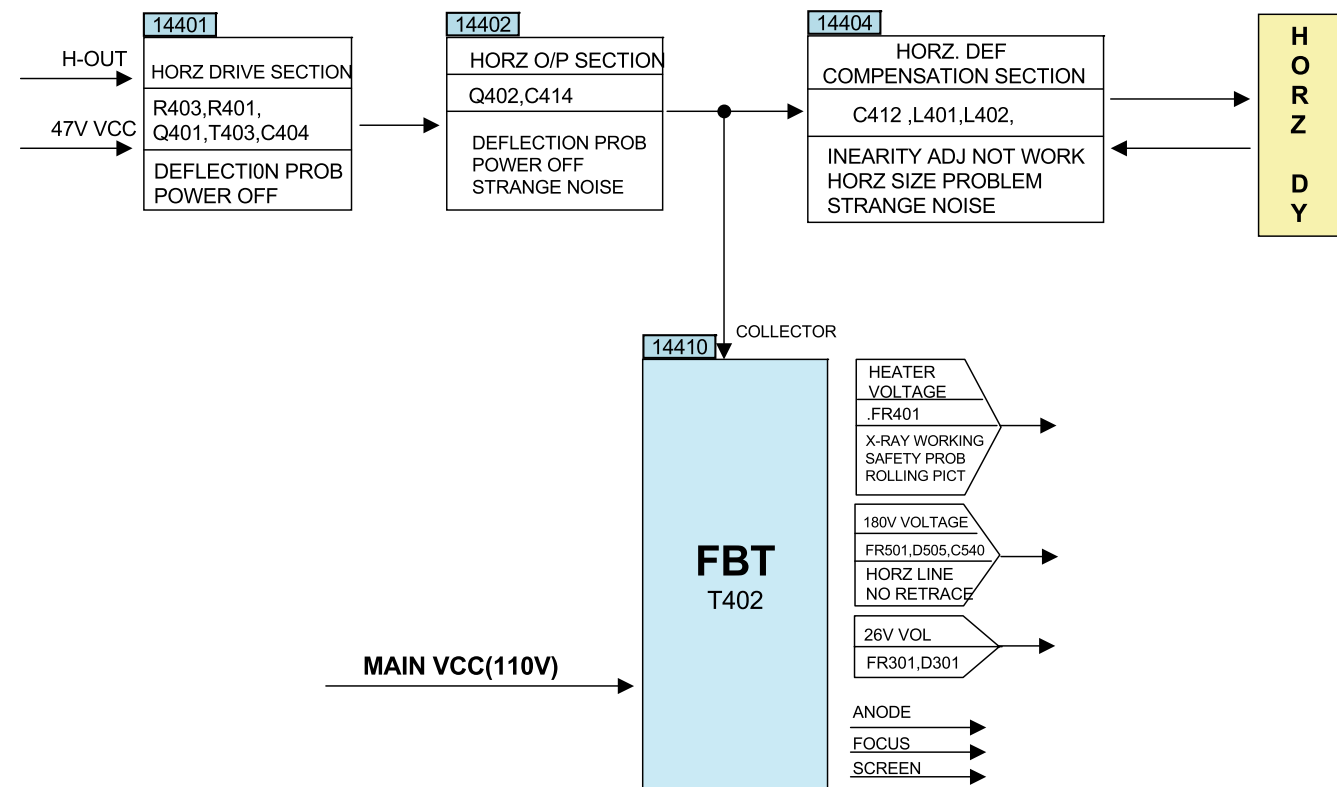 H-OUT
47V VCC
14401
HORZ DRIVE SECTION
R403,R401,
Q401,T403,C404
DEFLECTI0N PROB
POWER OFF
14402
HORZ O/P SECTION
Q402,C414
DEFLECTION PROB
POWER OFF
STRANGE NOISE
14404
HORZ. DEF
COMPENSATION SECTION
C412 ,L401,L402,
INEARITY ADJ NOT WORK
HORZ SIZE PROBLEM
STRANGE NOISE
H
O
R
Z
D
Y
COLLECTOR
14410
FBT
T402
MAIN VCC(110V)
HEATER
VOLTAGE
.FR401
X-RAY WORKING
SAFETY PROB
ROLLING PICT
180V VOLTAGE
FR501,D505,C540
HORZ LINE
NO RETRACE
26V VOL
FR301,D301
ANODE
FOCUS
SCREEN